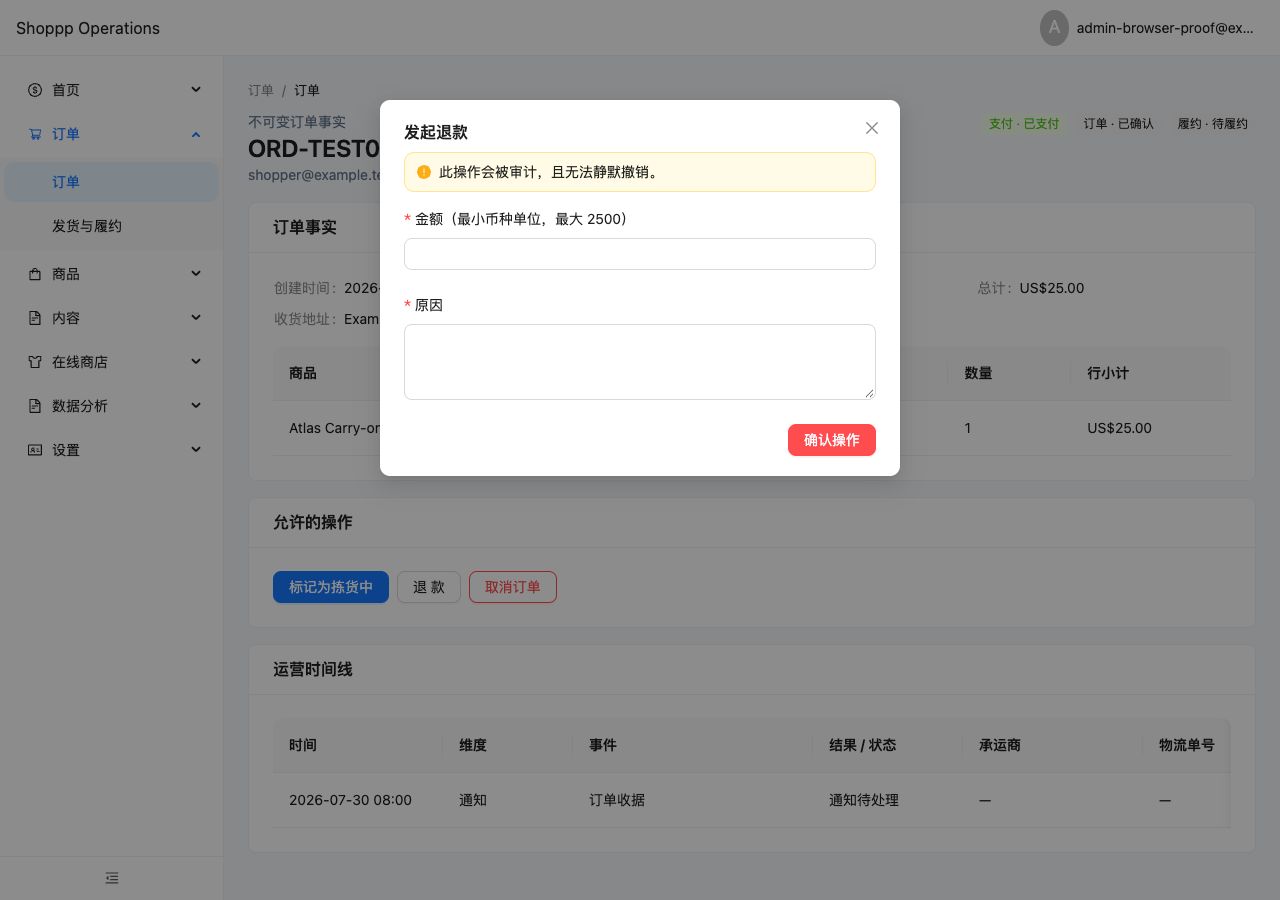 Shoppp Operations
A admin-browser-proof@ex...
首页
订单
订单
发货与履约
商品
内容
在线商店
数据分析
设置
订单 / 订单
不可变订单事实
ORD-TEST0
shopper@example.te
支付 · 已支付
订单 · 已确认
履约 · 待履约
发起退款
此操作会被审计，且无法静默撤销。
* 金额（最小币种单位，最大 2500）
* 原因
确认操作
订单事实
创建时间： 2026-
总计： US$25.00
收货地址： Exam
商品 数量 行小计
Atlas Carry-on 1 US$25.00
允许的操作
标记为拣货中 退 款 取消订单
运营时间线
时间 维度 事件 结果 / 状态 承运商 物流单号
2026-07-30 08:00 通知 订单收据 通知待处理 — —